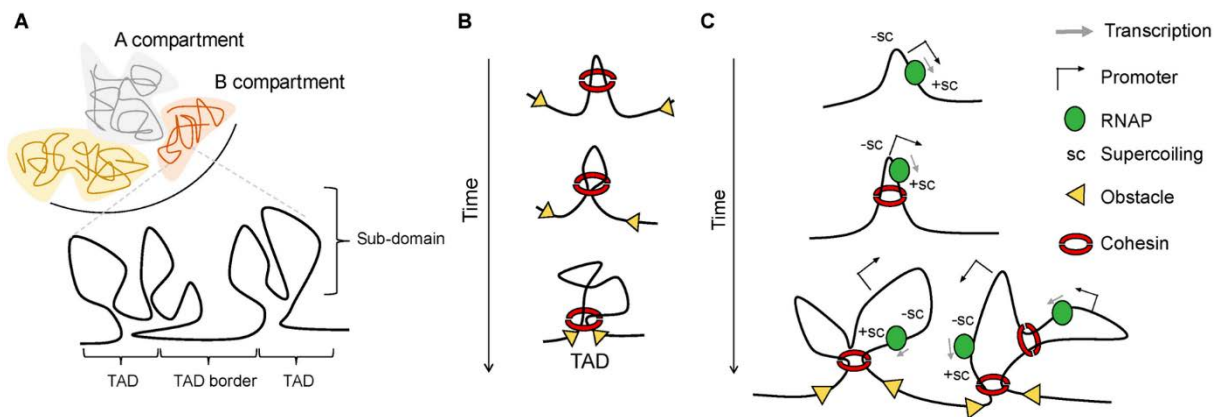 A
A compartment
B compartment
Sub-domain
TAD
TAD border
TAD
B
Time
TAD
C
Time
-sc
+sc
-sc
+sc
+sc
-sc
-sc
+sc
Transcription
Promoter
RNAP
sc Supercoiling
Obstacle
Cohesin